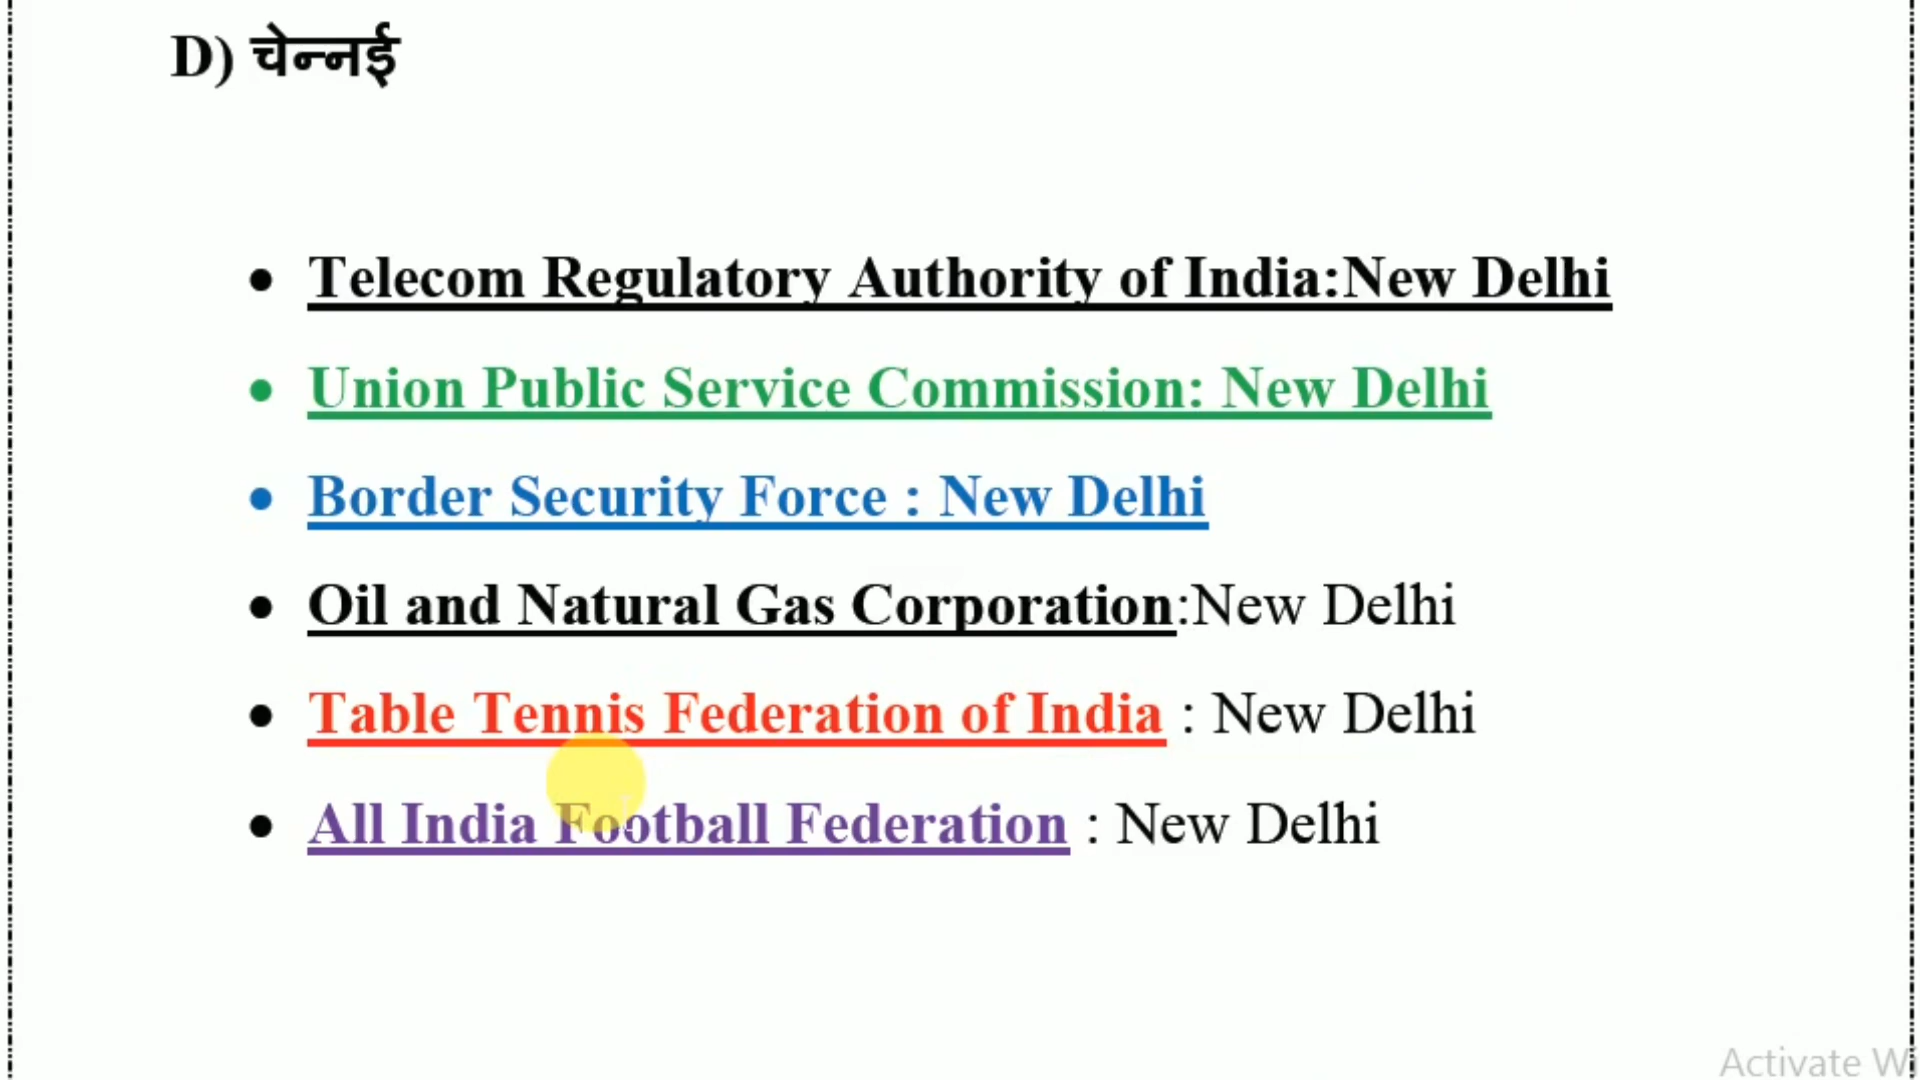 D) चेन्नई
• Telecom Regulatory Authority of India:New Delhi
• Union Public Service Commission: New Delhi
• Border Security Force : New Delhi
• Oil and Natural Gas Corporation:New Delhi
• Table Tennis Federation of India : New Delhi
• All India Football Federation : New Delhi
Activate Wi